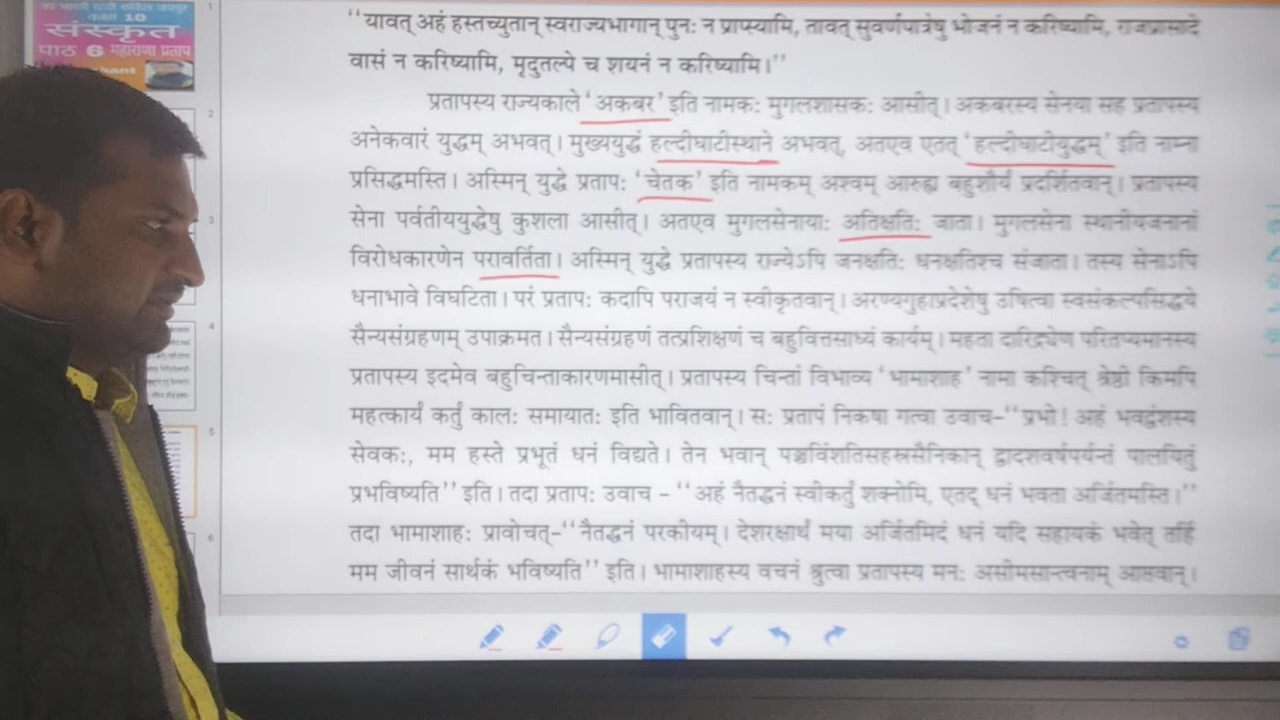 कक्षा 10
संस्कृत
पाठ 6 महाराणा प्रताप
1
2
3
4
5
6
‘‘यावत् अहं हस्तच्युतान् स्वराज्यभागान् पुनः न प्राप्स्यामि, तावत् सुवर्णपात्रेषु भोजनं न करिष्यामि, राजप्रासादे
वासं न करिष्यामि, मृदुतल्पे च शयनं न करिष्यामि।’’
प्रतापस्य राज्यकाले ‘अकबर’ इति नामकः मुगलशासकः आसीत्। अकबरस्य सेनया सह प्रतापस्य
अनेकवारं युद्धम् अभवत्। मुख्ययुद्धं हल्दीघाटीस्थाने अभवत्, अतएव एतत् ‘हल्दीघाटीयुद्धम्’ इति नाम्ना
प्रसिद्धमस्ति। अस्मिन् युद्धे प्रतापः ‘चेतक’ इति नामकम् अश्वम् आरुह्य बहुशौर्यं प्रदर्शितवान्। प्रतापस्य
सेना पर्वतीययुद्धेषु कुशला आसीत्। अतएव मुगलसेनायाः अतिक्षतिः जाता। मुगलसेना स्थानीयजनानां
विरोधकारणेन परावर्तिता। अस्मिन् युद्धे प्रतापस्य राज्येऽपि जनक्षतिः धनक्षतिश्च संजाता। तस्य सेनाऽपि
धनाभावे विघटिता। परं प्रतापः कदापि पराजयं न स्वीकृतवान्। अरण्यगुहाप्रदेशेषु उषित्वा स्वसंकल्पसिद्धये
सैन्यसंग्रहणम् उपाक्रमत। सैन्यसंग्रहणं तत्प्रशिक्षणं च बहुवित्तसाध्यं कार्यम्। महता दारिद्र्येण परितप्यमानस्य
प्रतापस्य इदमेव बहुचिन्ताकारणमासीत्। प्रतापस्य चिन्तां विभाव्य ‘भामाशाह’ नामा कश्चित् श्रेष्ठी किमपि
महत्कार्यं कर्तुं कालः समायातः इति भावितवान्। सः प्रतापं निकषा गत्वा उवाच–‘‘प्रभो! अहं भवद्वंशस्य
सेवकः, मम हस्ते प्रभूतं धनं विद्यते। तेन भवान् पञ्चविंशतिसहस्रसैनिकान् द्वादशवर्षपर्यन्तं पालयितुं
प्रभविष्यति’’ इति। तदा प्रतापः उवाच – ‘‘अहं नैतद्धनं स्वीकर्तुं शक्नोमि, एतद् धनं भवता अर्जितमस्ति।’’
तदा भामाशाहः प्रावोचत्–‘‘नैतद्धनं परकीयम्। देशरक्षार्थं मया अर्जितमिदं धनं यदि सहायकं भवेत् तर्हि
मम जीवनं सार्थकं भविष्यति’’ इति। भामाशाहस्य वचनं श्रुत्वा प्रतापस्य मनः असीमसान्त्वनाम् आप्तवान्।